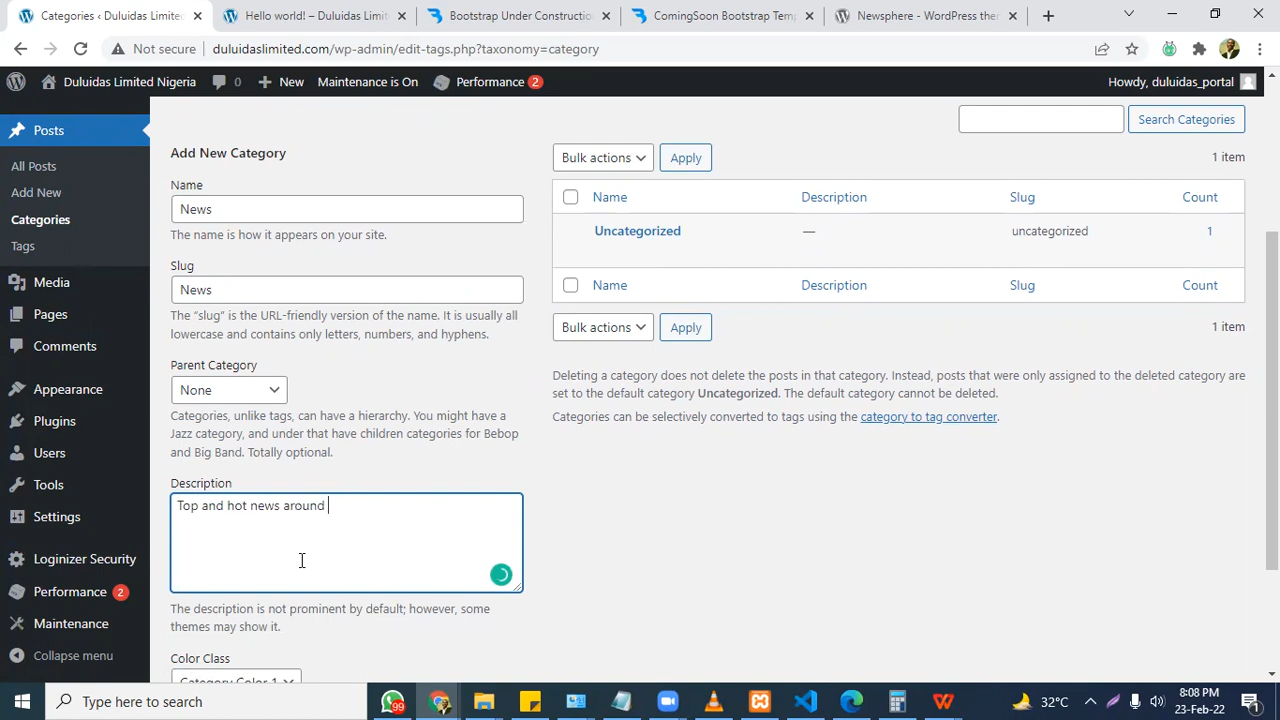 Categories ‹ Duluidas Limited
Hello world! – Duluidas Limi
Bootstrap Under Constructio
ComingSoon Bootstrap Temp
Newsphere - WordPress the
Not secure
duluidaslimited.com/wp-admin/edit-tags.php?taxonomy=category
Duluidas Limited Nigeria
0
New
Maintenance is On
Performance 2
Howdy, duluidas_portal
Posts
All Posts
Add New
Categories
Tags
Media
Pages
Comments
Appearance
Plugins
Users
Tools
Settings
Loginizer Security
Performance 2
Maintenance
Collapse menu
Add New Category
Name
News
The name is how it appears on your site.
Slug
News
The “slug” is the URL-friendly version of the name. It is usually all
lowercase and contains only letters, numbers, and hyphens.
Parent Category
None
Categories, unlike tags, can have a hierarchy. You might have a
Jazz category, and under that have children categories for Bebop
and Big Band. Totally optional.
Description
Top and hot news around
The description is not prominent by default; however, some
themes may show it.
Color Class
Category Color 1
Search Categories
Bulk actions
Apply
1 item
Name Description Slug Count
Uncategorized — uncategorized 1
Name Description Slug Count
Bulk actions
Apply
1 item
Deleting a category does not delete the posts in that category. Instead, posts that were only assigned to the deleted category are
set to the default category Uncategorized. The default category cannot be deleted.
Categories can be selectively converted to tags using the category to tag converter.
Type here to search
99
32°C
8:08 PM
23-Feb-22
1